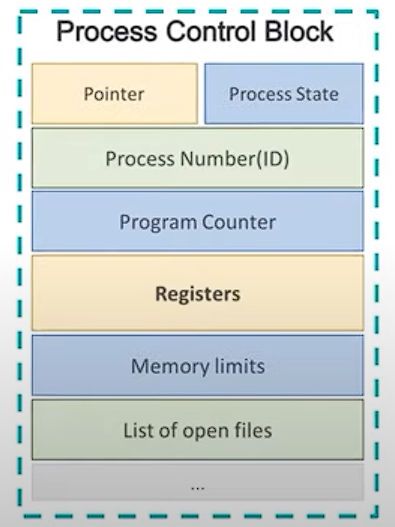 Process Control Block
Pointer
Process State
Process Number(ID)
Program Counter
Registers
Memory limits
List of open files
...